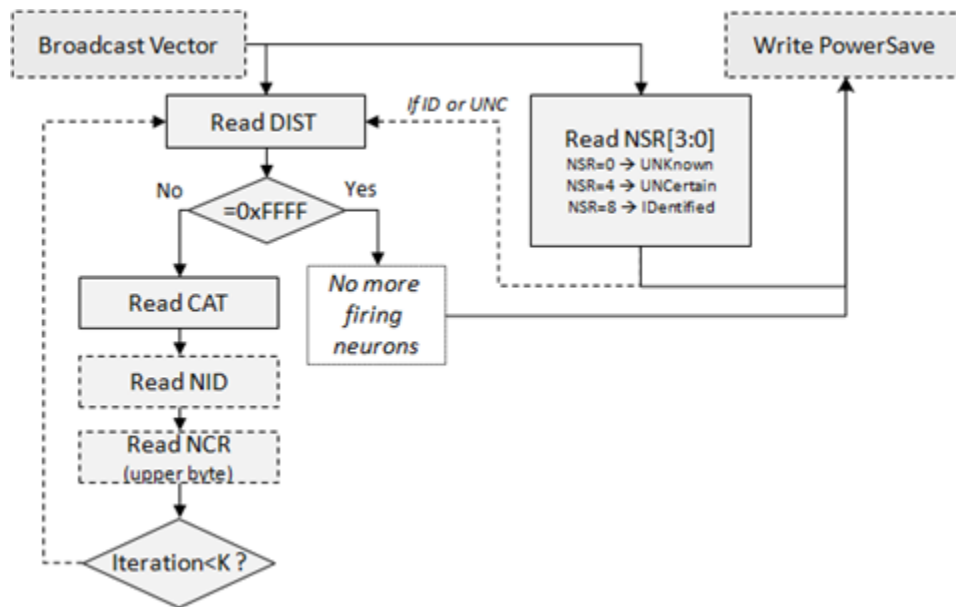 Broadcast Vector
Write PowerSave
If ID or UNC
Read DIST
Read NSR[3:0]
NSR=0 → UNKnown
NSR=4 → UNCertain
NSR=8 → IDentified
No
Yes
=0xFFFF
Read CAT
No more
firing
neurons
Read NID
Read NCR
(upper byte)
Iteration<K ?